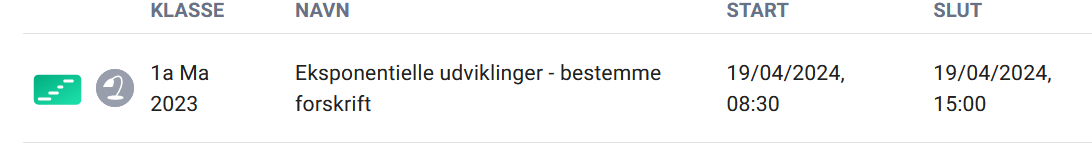 KLASSE NAVN START SLUT
1a Ma Eksponentielle udviklinger - bestemme 19/04/2024, 19/04/2024,
2023 forskrift 08:30 15:00